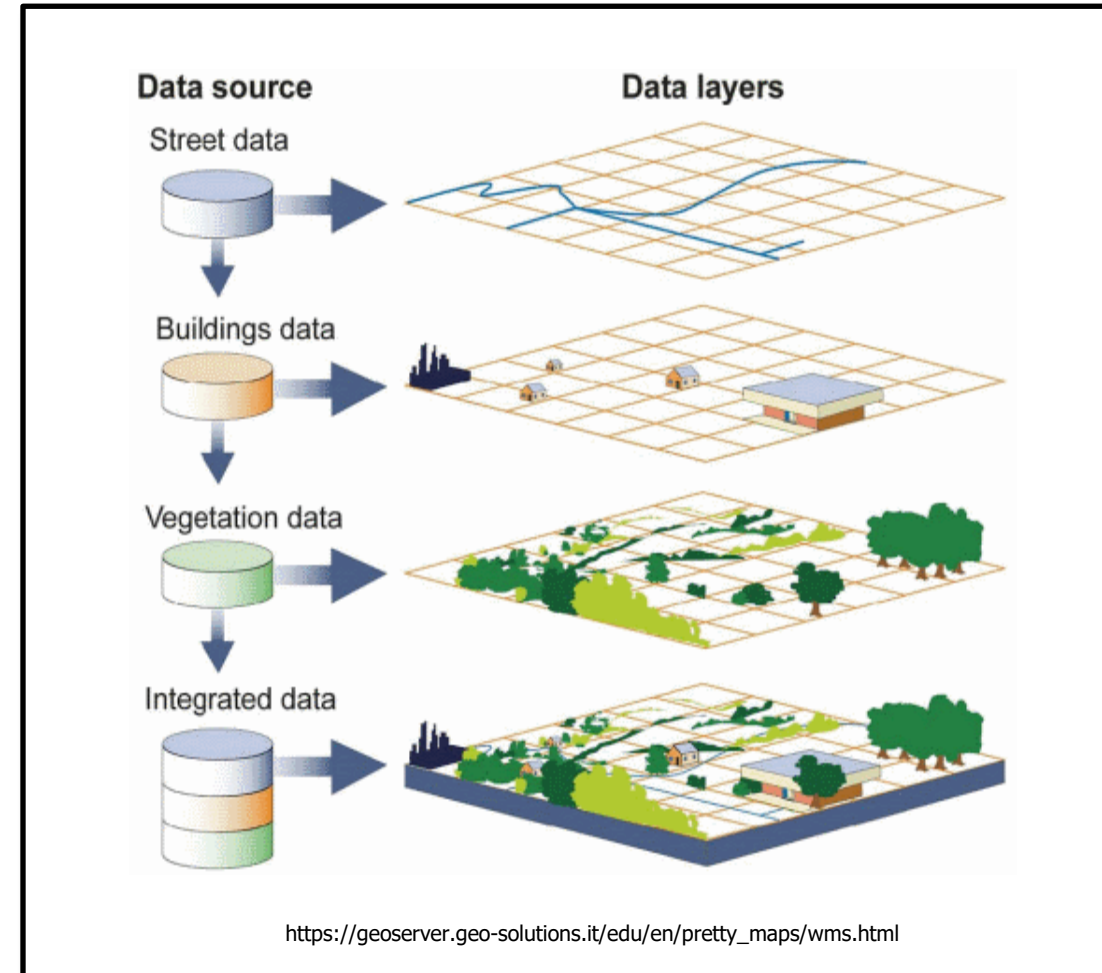 Data source
Data layers
Street data
Buildings data
Vegetation data
Integrated data
https://geoserver.geo-solutions.it/edu/en/pretty_maps/wms.html